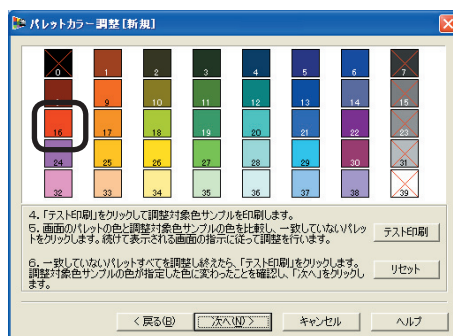 パレットカラー調整［新規］
0 1 2 3 4 5 6 7
8 9 10 11 12 13 14 15
16 17 18 19 20 21 22 23
24 25 26 27 28 29 30 31
32 33 34 35 36 37 38 39
4．「テスト印刷」をクリックして調整対象色サンプルを印刷します。
5．画面のパレットの色と調整対象色サンプルの色を比較し、一致していないパレッ
トをクリックします。続けて表示される画面の指示に従って調整を行います。
テスト印刷
6．一致していないパレットすべてを調整し終えたら、「テスト印刷」をクリックします。
調整対象色サンプルの色が指定した色に変わったことを確認し、「次へ」をクリックし
ます。
リセット
< 戻る(B) 次へ(N) > キャンセル ヘルプ